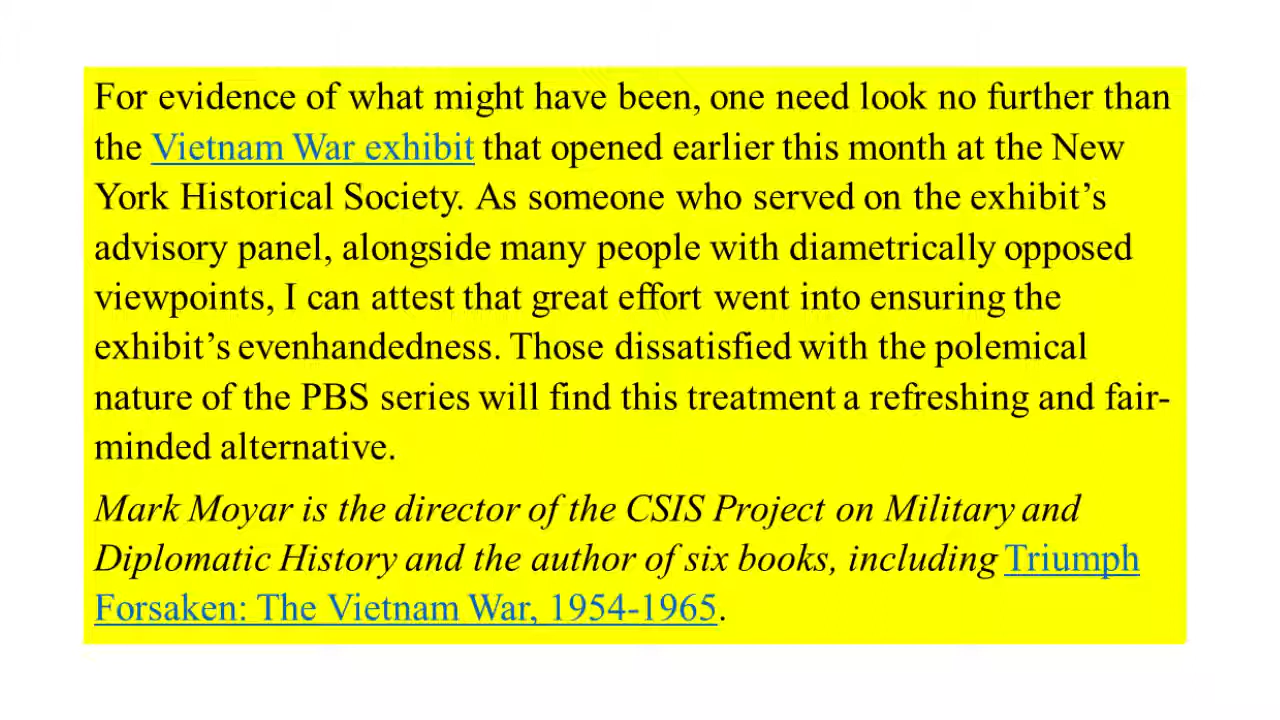 For evidence of what might have been, one need look no further than
the Vietnam War exhibit that opened earlier this month at the New
York Historical Society. As someone who served on the exhibit’s
advisory panel, alongside many people with diametrically opposed
viewpoints, I can attest that great effort went into ensuring the
exhibit’s evenhandedness. Those dissatisfied with the polemical
nature of the PBS series will find this treatment a refreshing and fair-
minded alternative.
Mark Moyar is the director of the CSIS Project on Military and
Diplomatic History and the author of six books, including Triumph
Forsaken: The Vietnam War, 1954-1965.